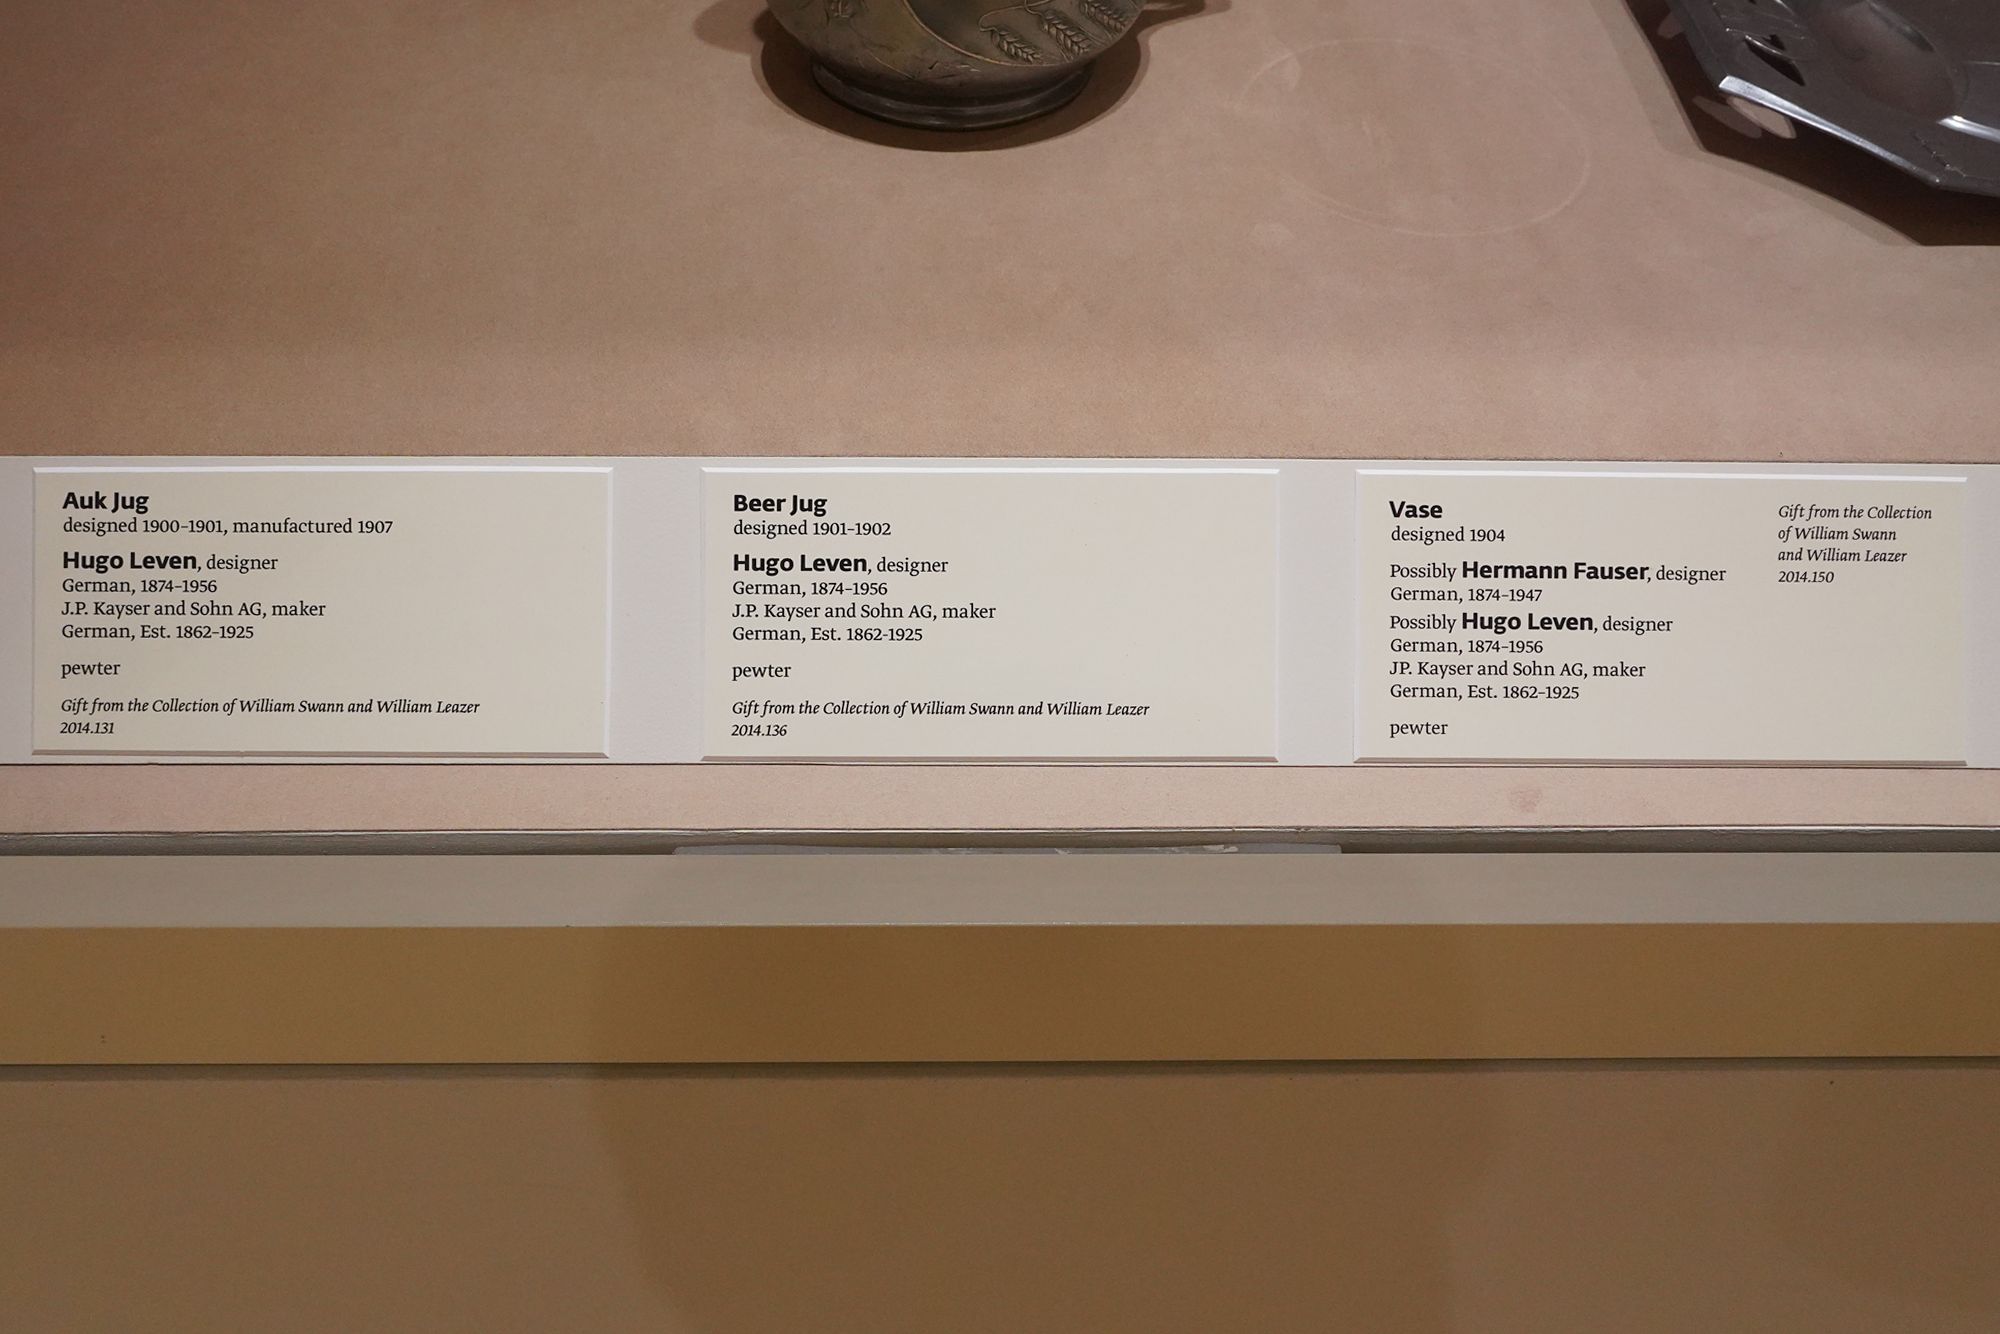 Auk Jug
designed 1900–1901, manufactured 1907
Hugo Leven, designer
German, 1874–1956
J.P. Kayser and Sohn AG, maker
German, Est. 1862–1925
pewter
Gift from the Collection of William Swann and William Leazer
2014.131
Beer Jug
designed 1901–1902
Hugo Leven, designer
German, 1874–1956
J.P. Kayser and Sohn AG, maker
German, Est. 1862-1925
pewter
Gift from the Collection of William Swann and William Leazer
2014.136
Vase
designed 1904
Possibly Hermann Fauser, designer
German, 1874-1947
Possibly Hugo Leven, designer
German, 1874–1956
JP. Kayser and Sohn AG, maker
German, Est. 1862–1925
pewter
Gift from the Collection
of William Swann
and William Leazer
2014.150